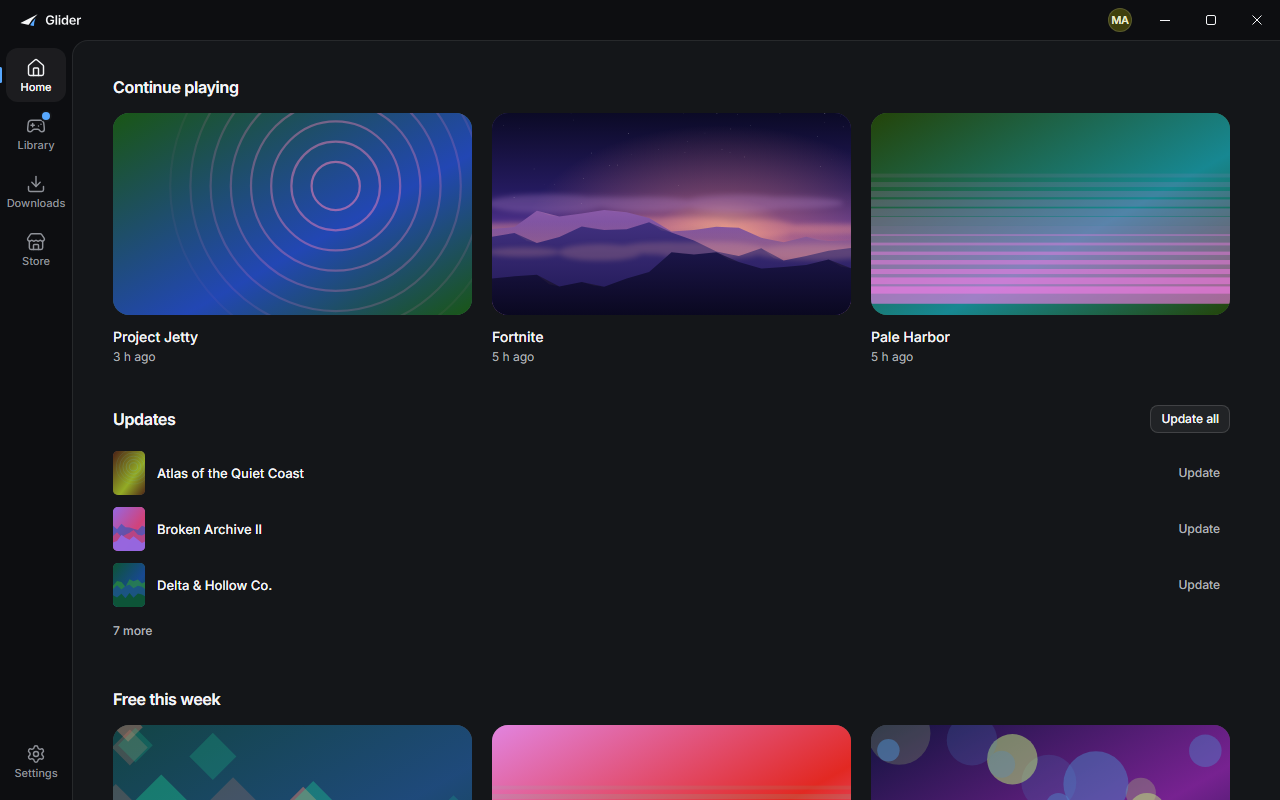 Glider
MA
Home
Library
Downloads
Store
Settings
Continue playing
Project Jetty
3 h ago
Fortnite
5 h ago
Pale Harbor
5 h ago
Updates
Update all
Atlas of the Quiet Coast
Update
Broken Archive II
Update
Delta & Hollow Co.
Update
7 more
Free this week